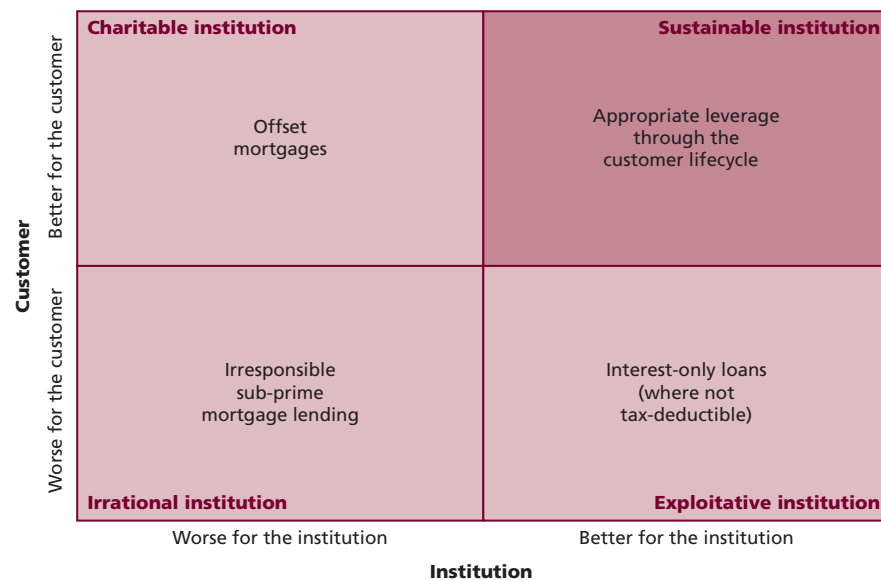 Charitable institution
Sustainable institution
Offset
mortgages
Appropriate leverage
through the
customer lifecycle
Better for the customer
Customer
Worse for the customer
Irresponsible
sub-prime
mortgage lending
Interest-only loans
(where not
tax-deductible)
Irrational institution
Exploitative institution
Worse for the institution
Better for the institution
Institution